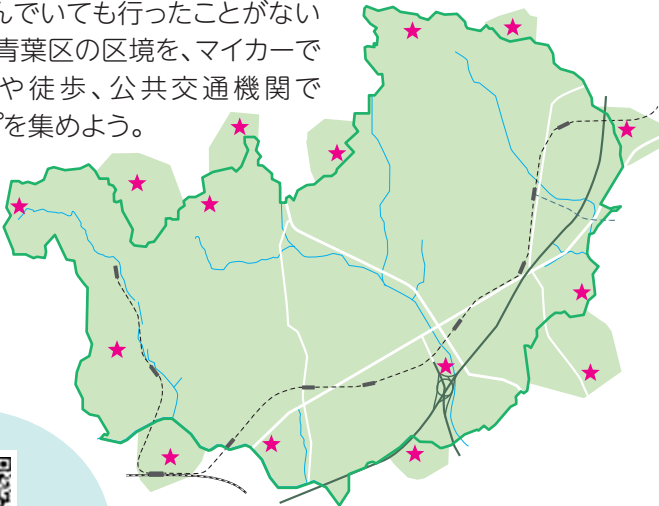 んでいても行ったことがない
青葉区の区境を、マイカーで
や徒歩、公共交通機関で
を集めよう。